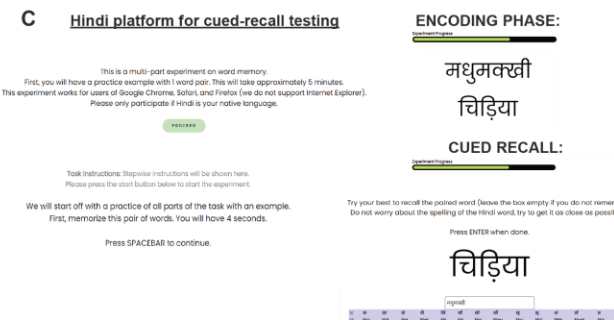 C Hindi platform for cued-recall testing
This is a multi-part experiment on word memory.
First, you will have a practice example with 1 word pair. This will take approximately 5 minutes.
This experiment works for users of Google Chrome, Safari, and Firefox (we do not support Internet Explorer).
Please only participate if Hindi is your native language.
PROCEED
Task Instructions: Stepwise instructions will be shown here.
Please press the start button below to start the experiment.
We will start off with a practice of all parts of the task with an example.
First, memorize this pair of words. You will have 4 seconds.
Press SPACEBAR to continue.
ENCODING PHASE:
Experiment Progress
मधुमक्खी
चिड़िया
CUED RECALL:
Experiment Progress
Try your best to recall the paired word (leave the box empty if you do not
Do not worry about the spelling of the Hindi word, try to get it as close as
Press ENTER when done.
चिड़िया
मधुमक्खी